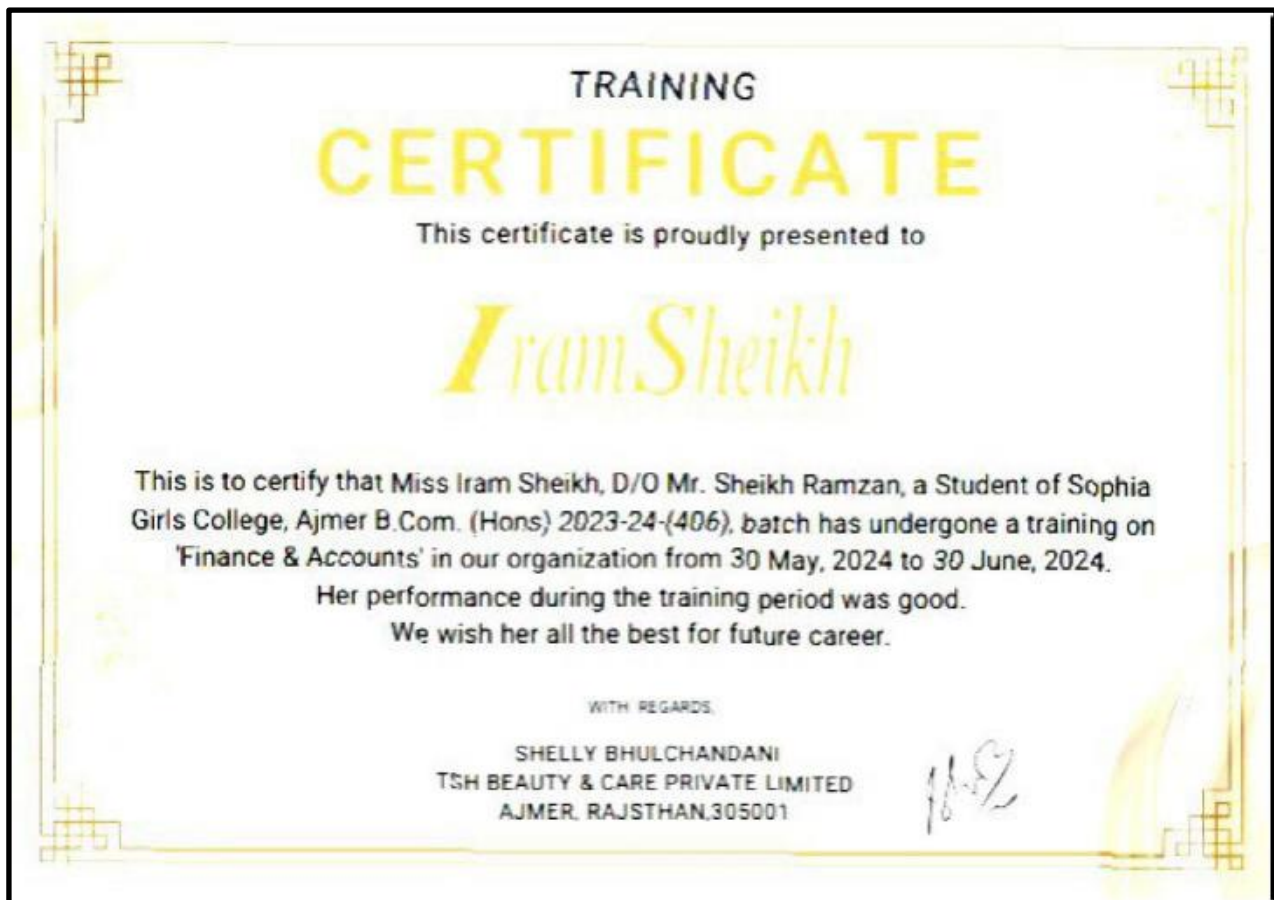 TRAINING
CERTIFICATE
This certificate is proudly presented to
Iram Sheikh
This is to certify that Miss Iram Sheikh, D/O Mr. Sheikh Ramzan, a Student of Sophia
Girls College, Ajmer B.Com. (Hons) 2023-24-(406), batch has undergone a training on
'Finance & Accounts' in our organization from 30 May, 2024 to 30 June, 2024.
Her performance during the training period was good.
We wish her all the best for future career.
WITH REGARDS,
SHELLY BHULCHANDANI
TSH BEAUTY & CARE PRIVATE LIMITED
AJMER, RAJSTHAN,305001